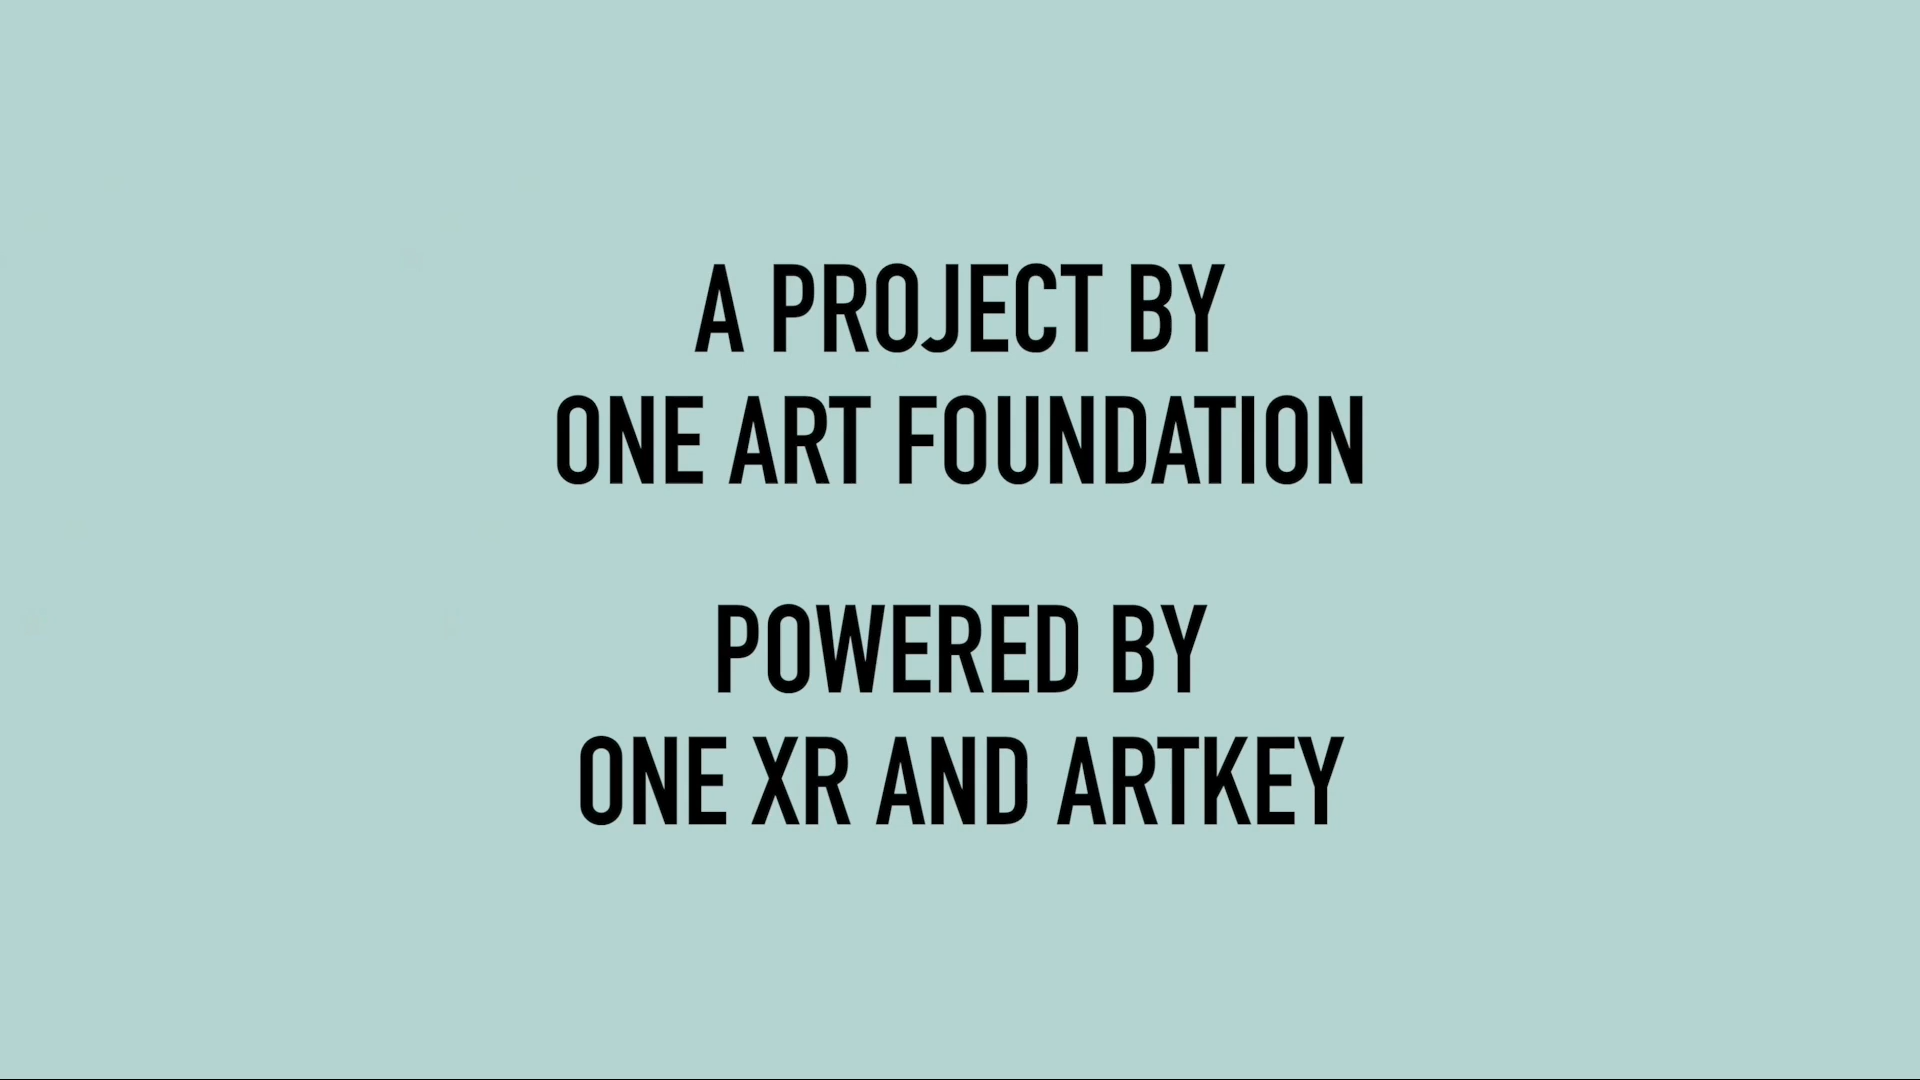 A PROJECT BY
ONE ART FOUNDATION
POWERED BY
ONE XR AND ARTKEY